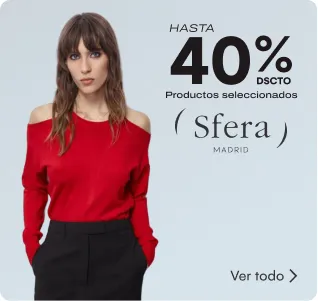 HASTA
40%
DSCTO
Productos seleccionados
( Sfera )
MADRID
Ver todo >